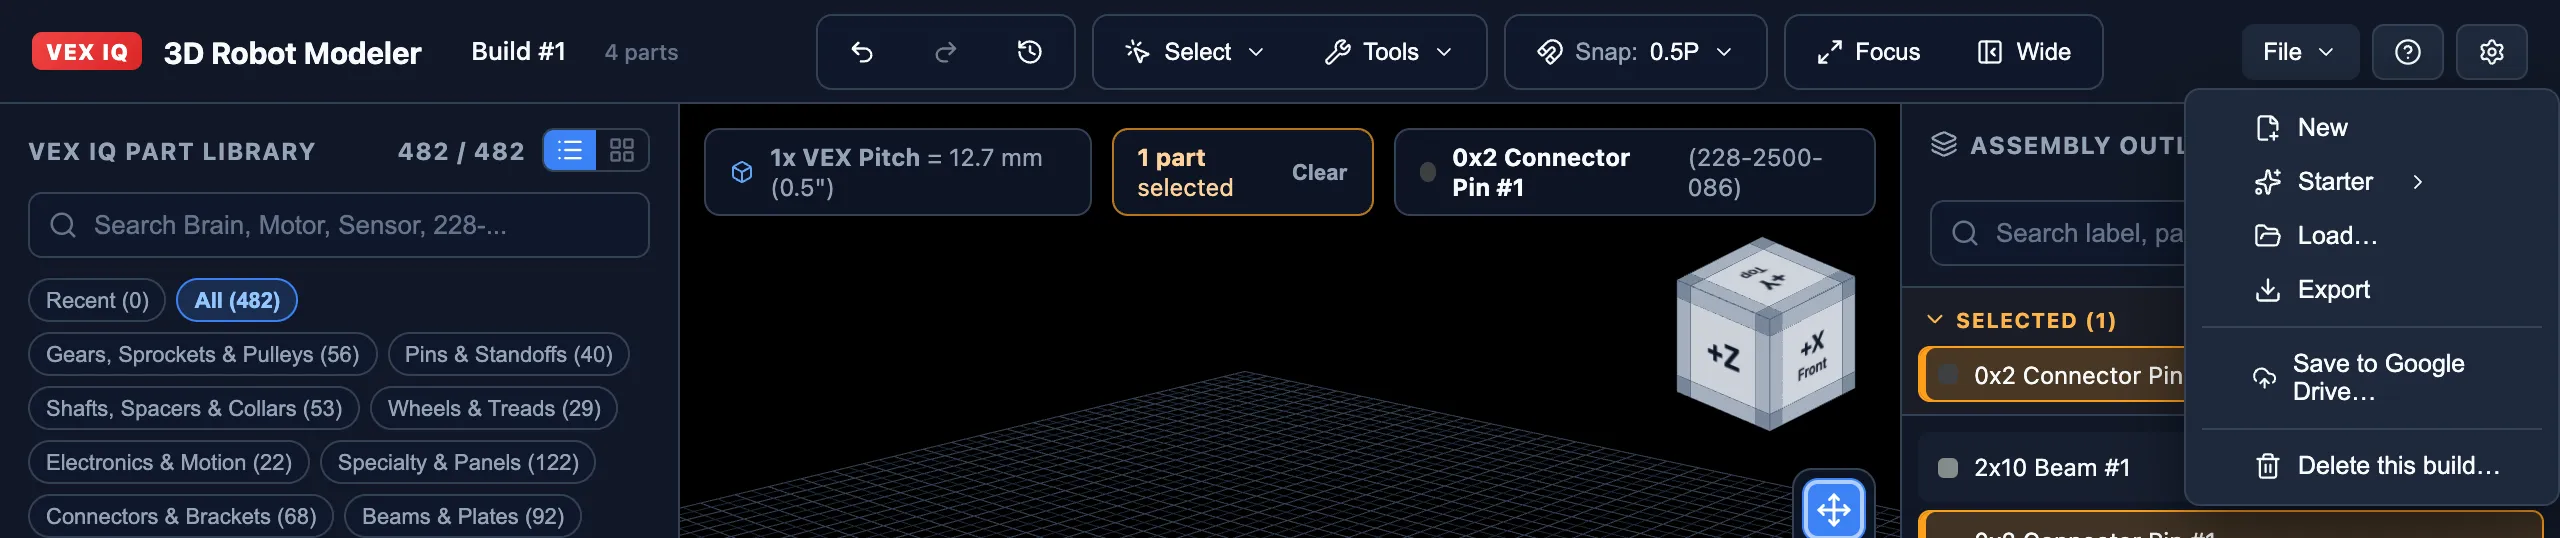 VEX IQ 3D Robot Modeler Build #1 4 parts
Select Tools Snap: 0.5P Focus Wide File
VEX IQ PART LIBRARY 482 / 482
Search Brain, Motor, Sensor, 228-...
Recent (0) All (482)
Gears, Sprockets & Pulleys (56) Pins & Standoffs (40)
Shafts, Spacers & Collars (53) Wheels & Treads (29)
Electronics & Motion (22) Specialty & Panels (122)
Connectors & Brackets (68) Beams & Plates (92)
1x VEX Pitch = 12.7 mm
(0.5")
1 part
selected
Clear
0x2 Connector
Pin #1
(228-2500-
086)
+Y
Top
+Z
+X
Front
ASSEMBLY OUTL
Search label, pa
SELECTED (1)
0x2 Connector Pin
2x10 Beam #1
0x2 Connector Pin #1
New
Starter
Load...
Export
Save to Google
Drive...
Delete this build...